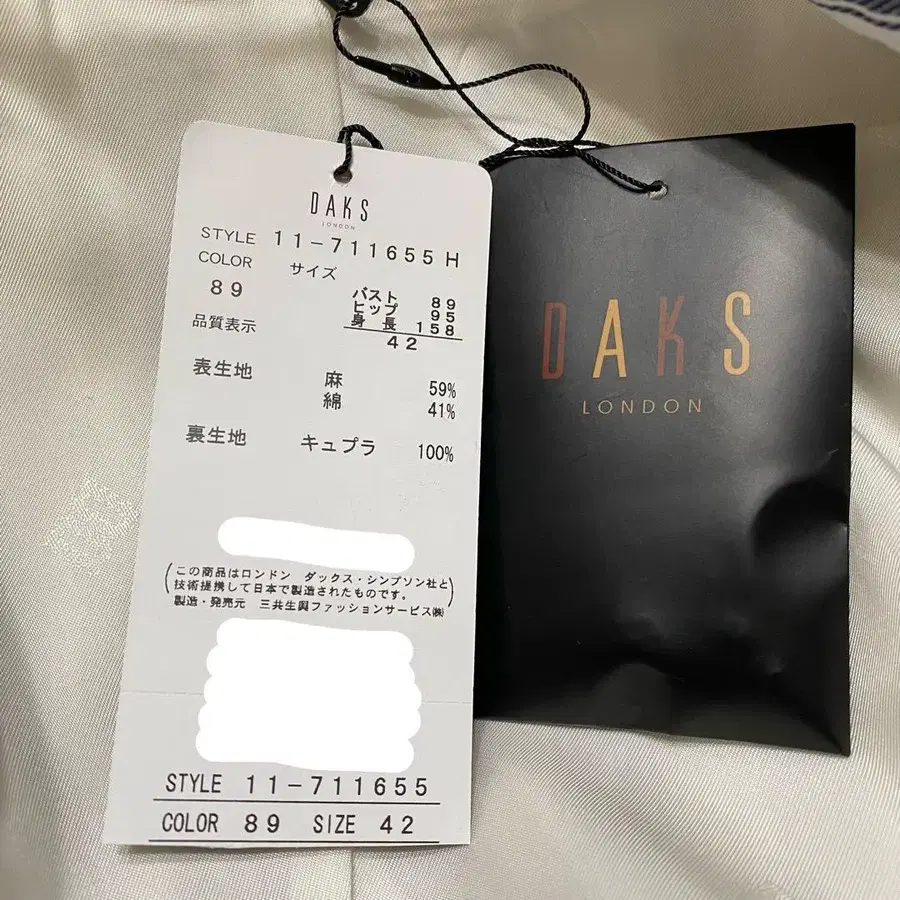 DAKS
LONDON
STYLE 11-711655 H
COLOR サイズ
89
バスト 89
ヒップ 95
身長 158
42
品質表示
表生地 麻 59%
綿 41%
裏生地 キュプラ 100%
(この商品はロンドン ダックス・シンプソン社と
技術提携して日本で製造されたものです。)
製造・発売元 三共生興ファッションサービス㈱
STYLE 11-711655
COLOR 89 SIZE 42
DAKS
LONDON